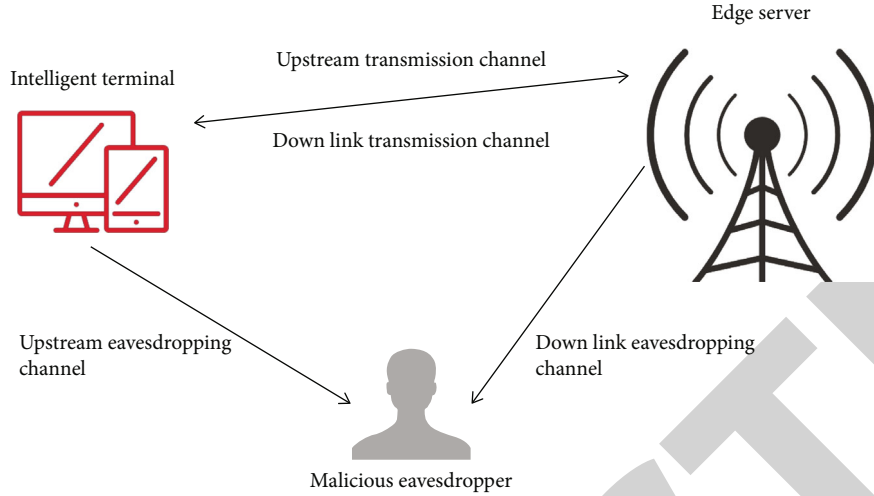 Edge server
Upstream transmission channel
Intelligent terminal
Down link transmission channel
Upstream eavesdropping
channel
Down link eavesdropping
channel
Malicious eavesdropper